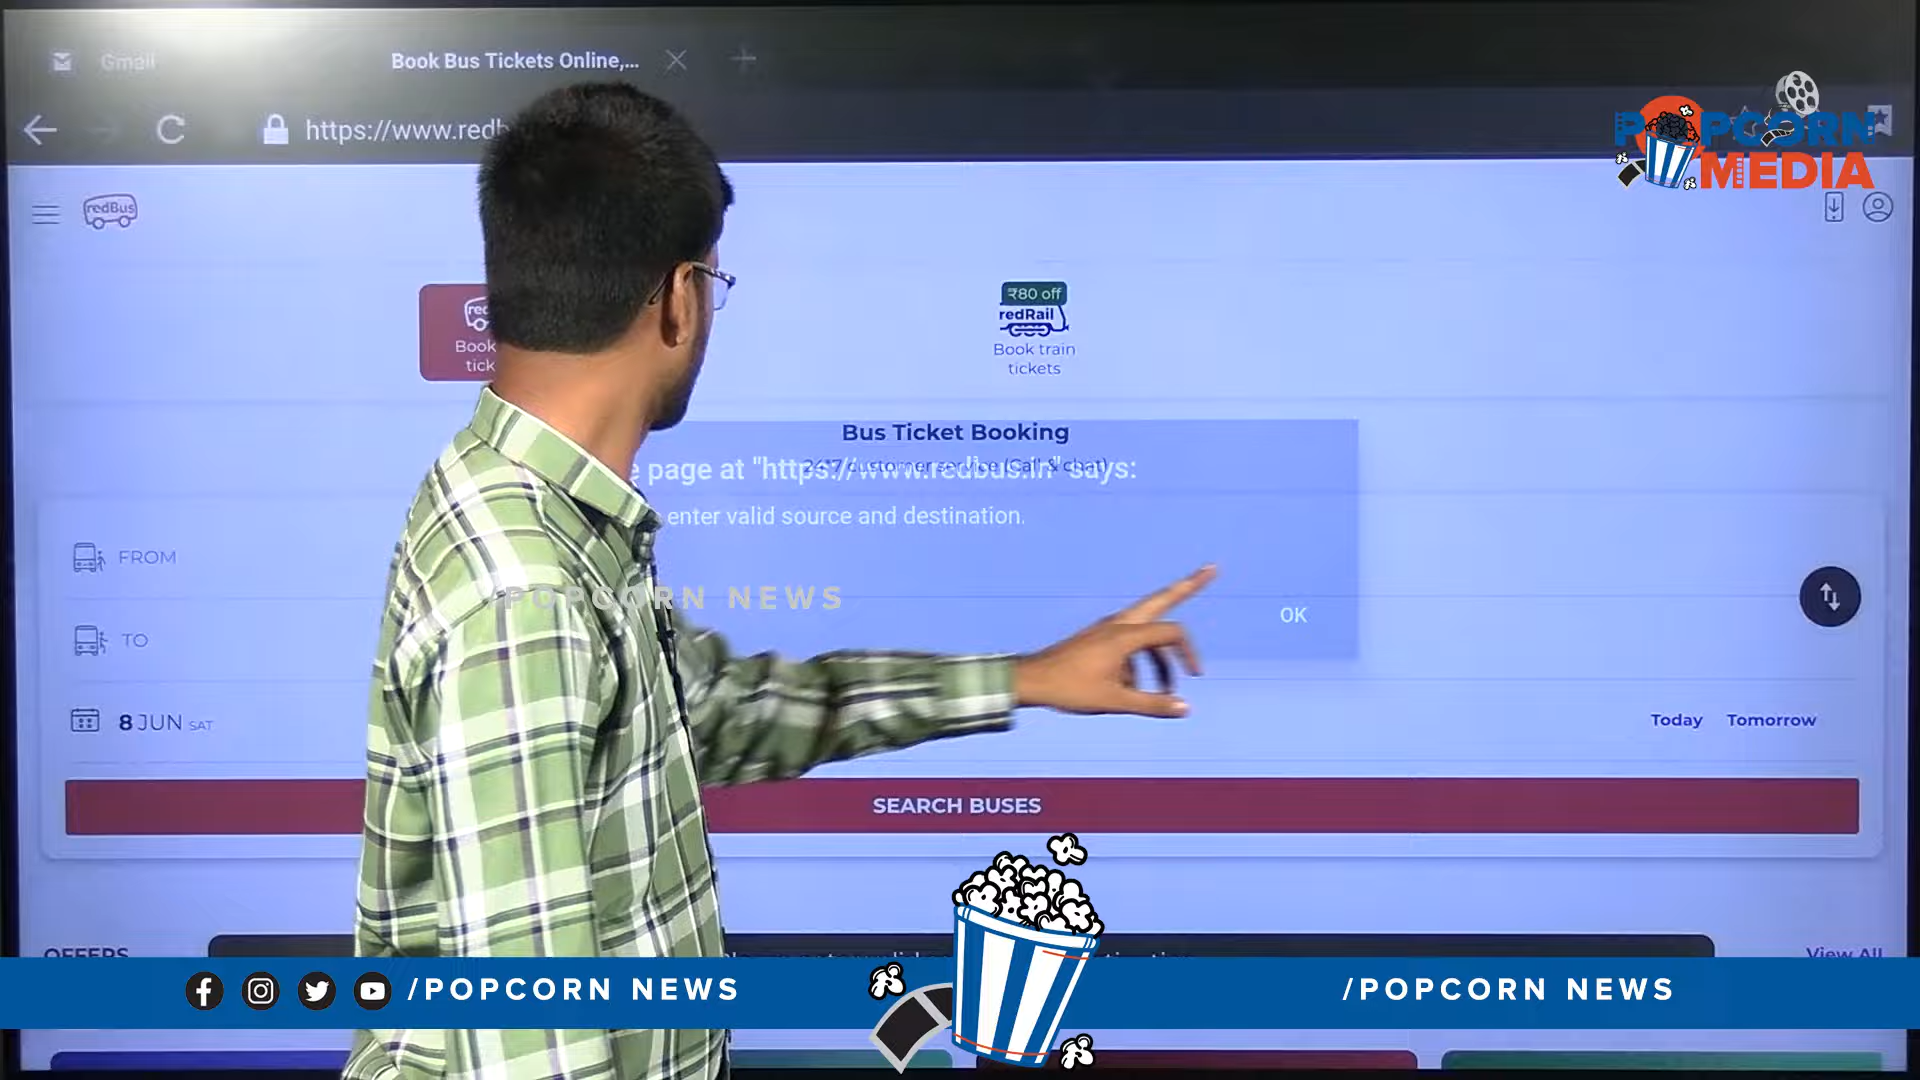 Gmail
Book Bus Tickets Online,...
https://www.redb
POPCORN
MEDIA
redBus
₹80 off
redRail
Book
tick
Book train
tickets
Bus Ticket Booking
24*7 customer service (Call & chat)
page at "https://www.redbus.in" says:
enter valid source and destination.
FROM
/POPCORN NEWS
OK
TO
8 JUN SAT
Today
Tomorrow
SEARCH BUSES
OFFERS
View All
/POPCORN NEWS
/POPCORN NEWS